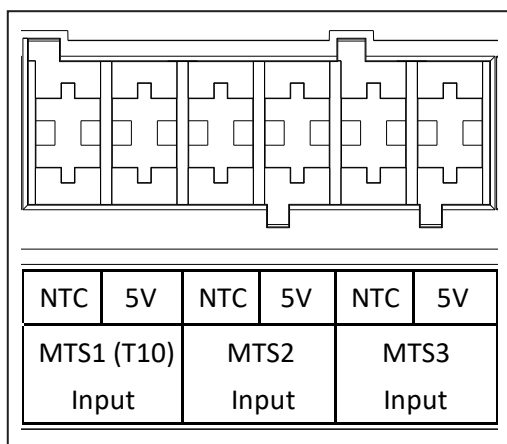 NTC 5V NTC 5V NTC 5V
MTS1 (T10) MTS2 MTS3
Input Input Input